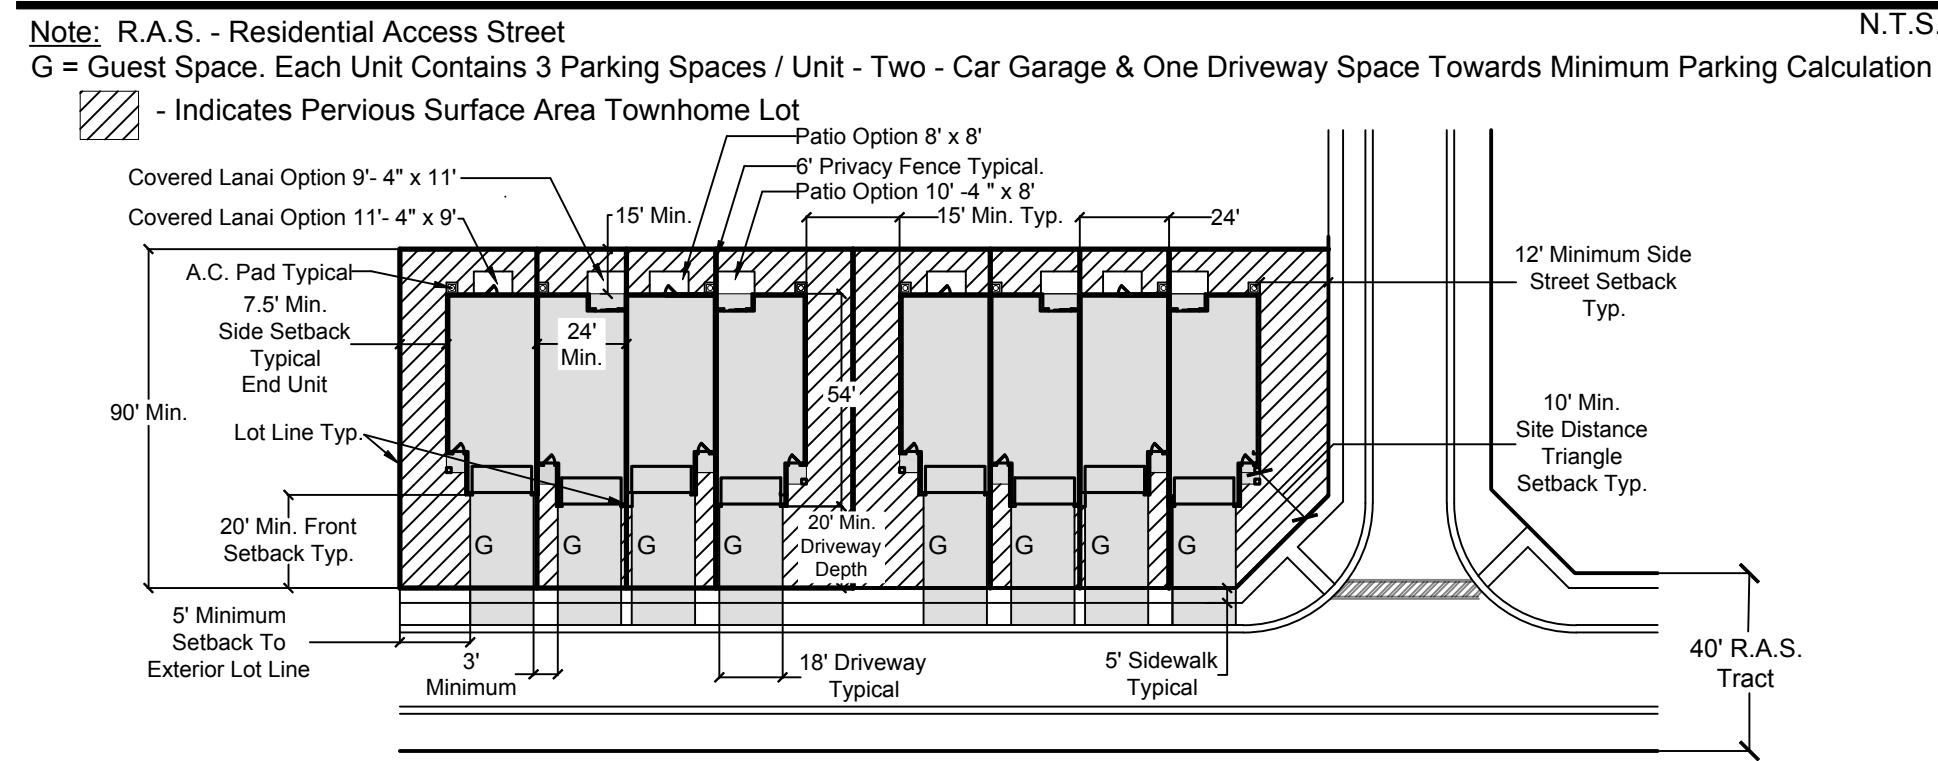 Note: R.A.S. - Residential Access Street
N.T.S.
G = Guest Space. Each Unit Contains 3 Parking Spaces / Unit - Two - Car Garage & One Driveway Space Towards Minimum Parking Calculation
- Indicates Pervious Surface Area Townhome Lot
Patio Option 8' x 8'
6' Privacy Fence Typical.
Covered Lanai Option 9'- 4" x 11'
Patio Option 10' -4 " x 8'
Covered Lanai Option 11'- 4" x 9'
15' Min.
15' Min. Typ.
24'
A.C. Pad Typical
7.5' Min.
Side Setback
Typical
End Unit
12' Minimum Side
Street Setback
Typ.
24'
Min.
54'
90' Min.
Lot Line Typ.
10' Min.
Site Distance
Triangle
Setback Typ.
20' Min. Front
Setback Typ.
20' Min.
Driveway
Depth
G
G
G
G
G
G
G
G
5' Minimum
Setback To
Exterior Lot Line
3'
Minimum
18' Driveway
Typical
5' Sidewalk
Typical
40' R.A.S.
Tract